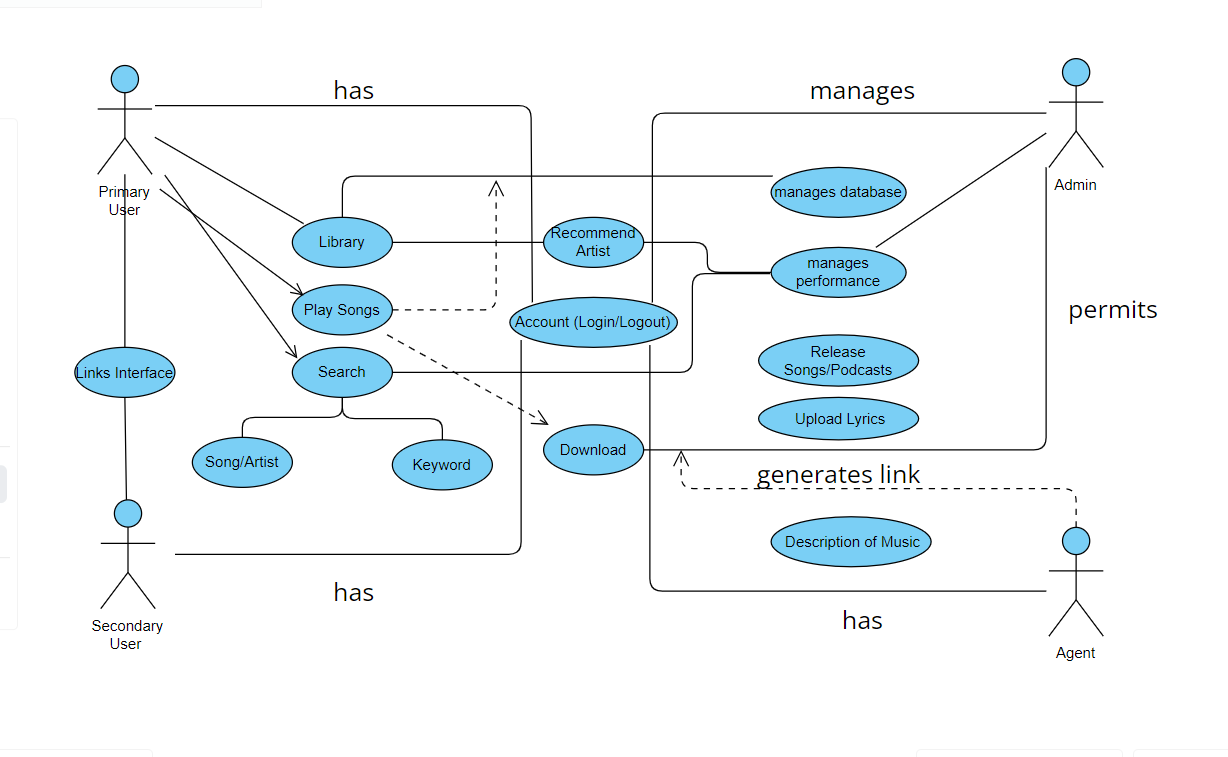 has
manages
Primary
User
Admin
manages database
Library
Recommend
Artist
manages
performance
Play Songs
Account (Login/Logout)
permits
Links Interface
Search
Release
Songs/Podcasts
Upload Lyrics
Song/Artist
Keyword
Download
generates link
Description of Music
has
Secondary
User
has
Agent